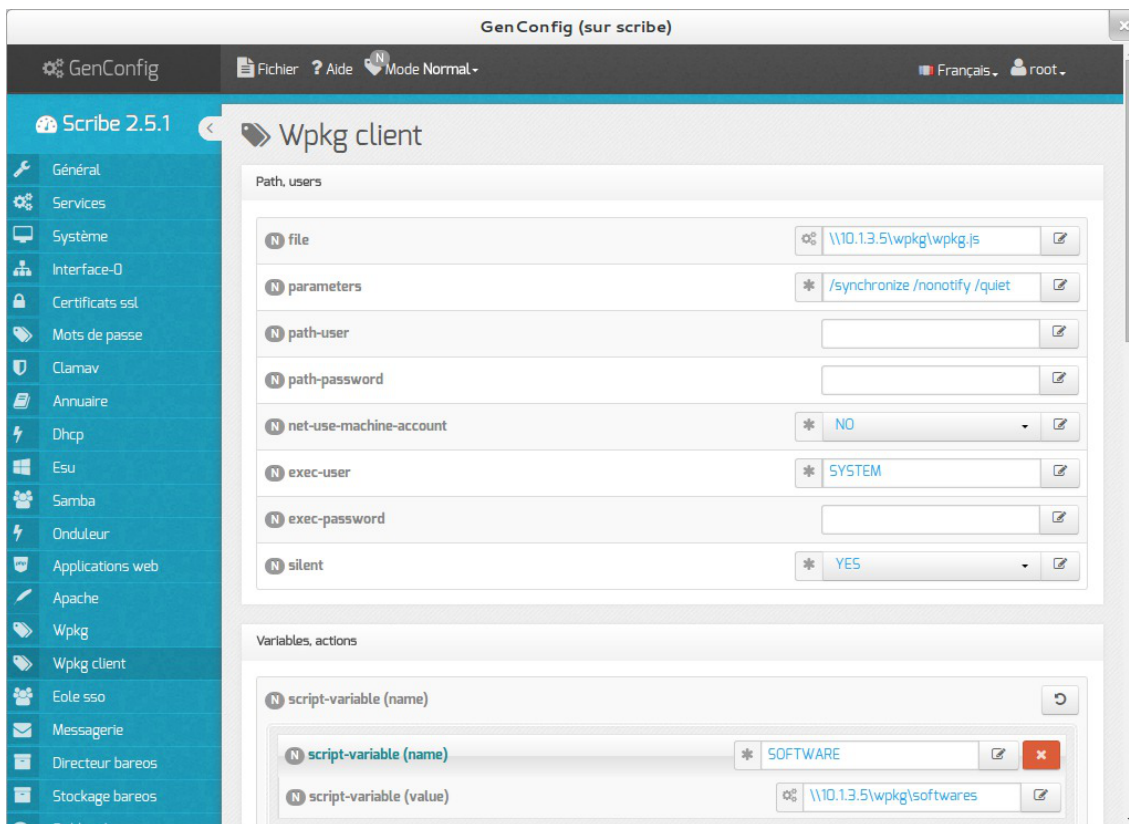 GenConfig (sur scribe)
GenConfig
Fichier ? Aide N Mode Normal
Français root
Scribe 2.5.1
Général
Services
Système
Interface-0
Certificats ssl
Mots de passe
Clamav
Annuaire
Dhcp
Esu
Samba
Onduleur
Applications web
Apache
Wpkg
Wpkg client
Eole sso
Messagerie
Directeur bareos
Stockage bareos
Wpkg client
Path, users
N file \\10.1.3.5\wpkg\wpkg.js
N parameters /synchronize /nonotify /quiet
N path-user
N path-password
N net-use-machine-account NO
N exec-user SYSTEM
N exec-password
N silent YES
Variables, actions
N script-variable (name)
N script-variable (name) SOFTWARE
N script-variable (value) \\10.1.3.5\wpkg\softwares